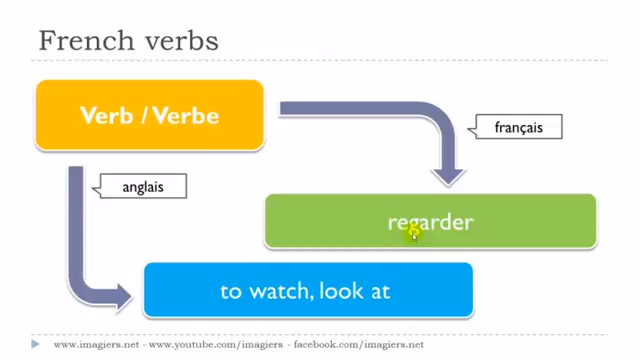 French verbs
Verb / Verbe
français
anglais
regarder
to watch, look at
www.imagiers.net - www.youtube.com/imagiers - facebook.com/imagiers.net